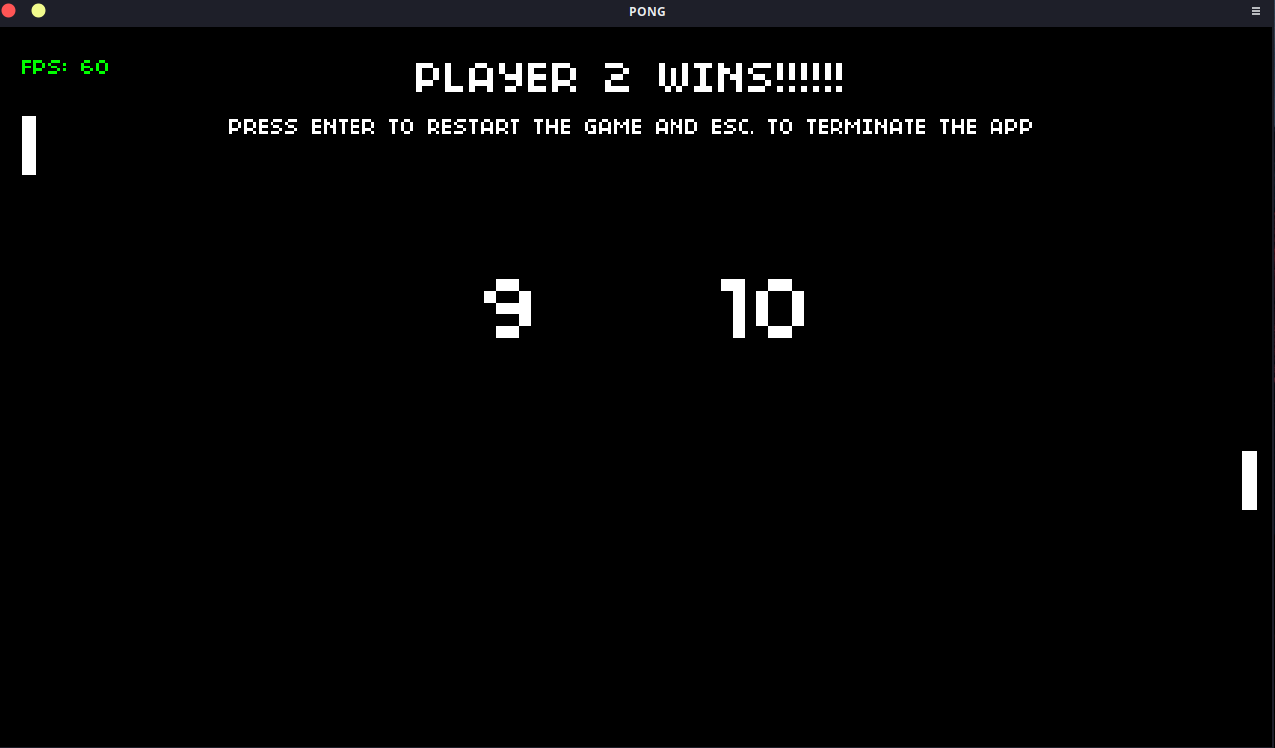 PONG
FPS: 60
PLAYER 2 WINS!!!!!!
PRESS ENTER TO RESTART THE GAME AND ESC. TO TERMINATE THE APP
9 10